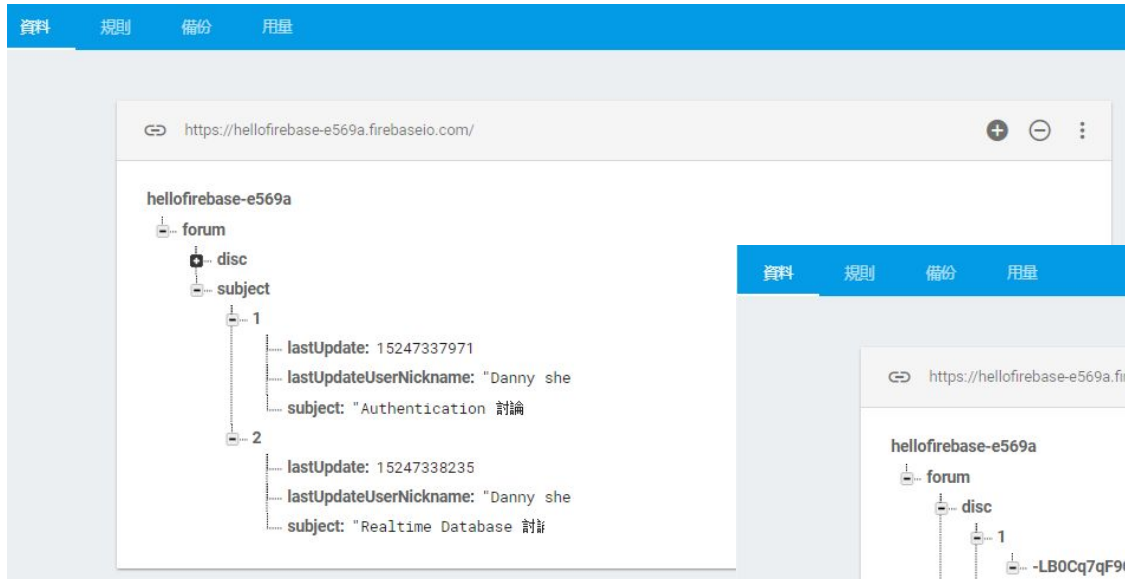 資料 規則 備份 用量
https://hellofirebase-e569a.firebaseio.com/
hellofirebase-e569a
forum
disc
subject
1
lastUpdate: 15247337971
lastUpdateUserNickname: "Danny she
subject: "Authentication 討論
2
lastUpdate: 15247338235
lastUpdateUserNickname: "Danny she
subject: "Realtime Database 討
資料 規則 備份 用量
https://hellofirebase-e569a.fi
hellofirebase-e569a
forum
disc
1
-LB0Cq7qF9